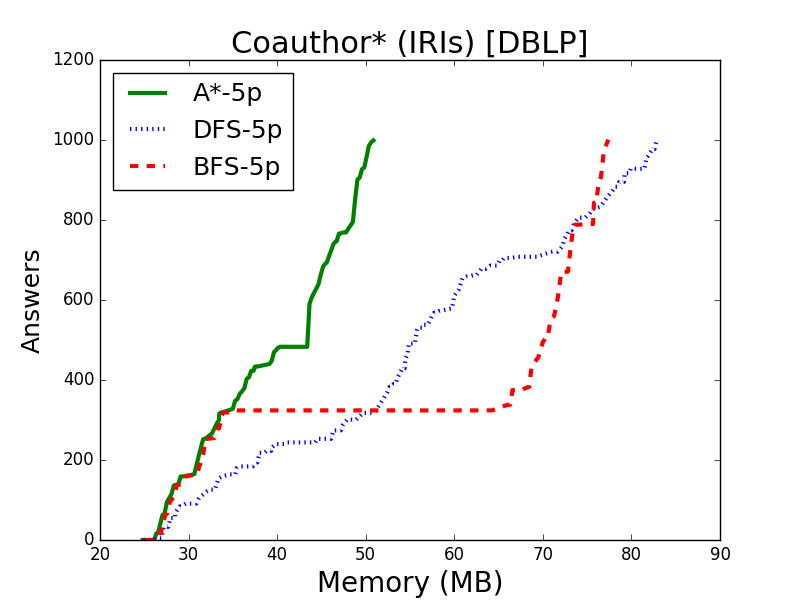 Coauthor* (IRIs) [DBLP]
1200
1000
800
600
400
200
0
Answers
A*-5p
DFS-5p
BFS-5p
20 30 40 50 60 70 80 90
Memory (MB)